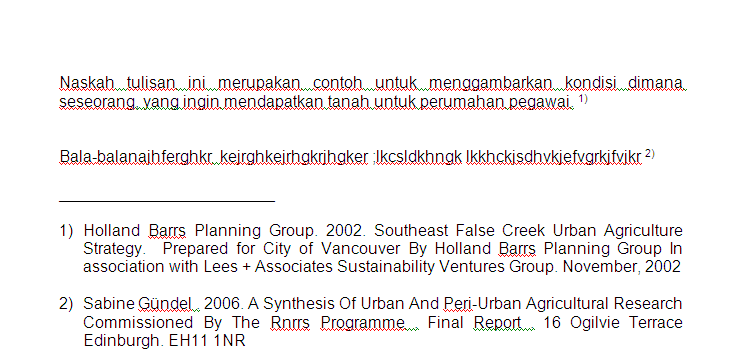 Naskah tulisan ini merupakan contoh untuk menggambarkan kondisi dimana
seseorang yang ingin mendapatkan tanah untuk perumahan pegawai. 1)
Bala-balanajhferghkr kejrghkejrhgkrjhgker ;lkcsldkhngk lkkhckjsdhvkjefvgrkjfvjkr 2)
1) Holland Barrs Planning Group. 2002. Southeast False Creek Urban Agriculture
Strategy. Prepared for City of Vancouver By Holland Barrs Planning Group In
association with Lees + Associates Sustainability Ventures Group. November, 2002
2) Sabine Gündel . 2006. A Synthesis Of Urban And Peri-Urban Agricultural Research
Commissioned By The Rnrrs Programme . Final Report . 16 Ogilvie Terrace
Edinburgh. EH11 1NR